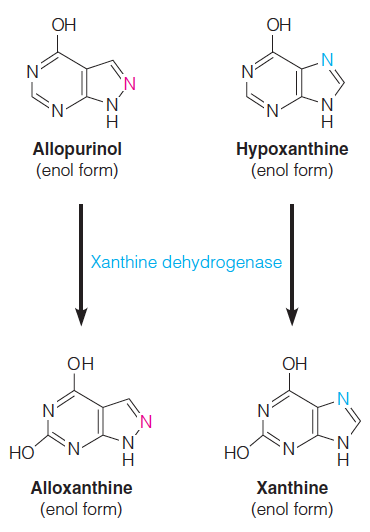 OH
N
N
N
N
H
Allopurinol
(enol form)
OH
N
N
N
N
H
Hypoxanthine
(enol form)
Xanthine dehydrogenase
OH
N
N
HO
N
N
H
Alloxanthine
(enol form)
OH
N
N
HO
N
N
H
Xanthine
(enol form)